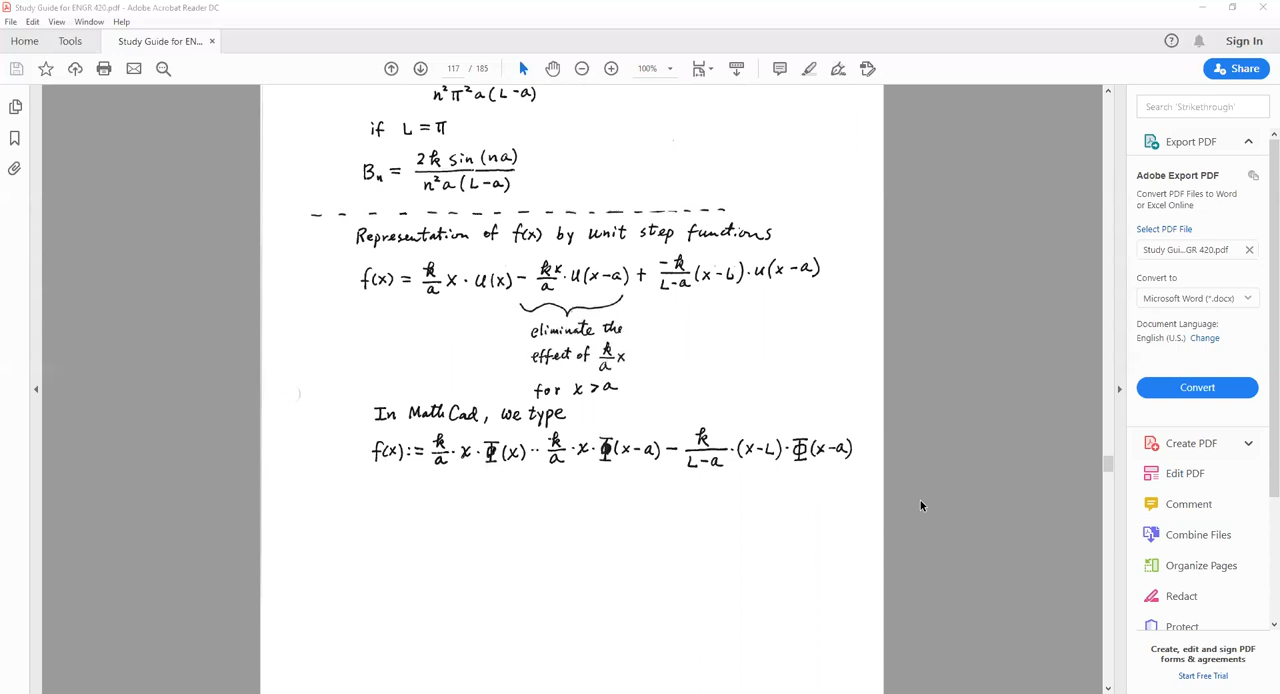 Study Guide for ENGR 420.pdf - Adobe Acrobat Reader DC
File Edit View Window Help
Home Tools Study Guide for EN... × Sign In
117 / 185 100% Share
n²π²a(L-a)
if L = π
Bn = 2k sin(na) / n²a(L-a)
Representation of f(x) by unit step functions
f(x) = k/a x · u(x) - kx/a · u(x-a) + -k/L-a (x-L) · u(x-a)
eliminate the
effect of k/a x
for x > a
In MathCad, we type
f(x) := k/a · x · Φ(x) ·· k/a · x · Φ(x-a) - k/L-a · (x-L) · Φ(x-a)
Search 'Strikethrough'
Export PDF
Adobe Export PDF
Convert PDF Files to Word
or Excel Online
Select PDF File
Study Gui...GR 420.pdf ×
Convert to
Microsoft Word (*.docx)
Document Language:
English (U.S.) Change
Convert
Create PDF
Edit PDF
Comment
Combine Files
Organize Pages
Redact
Protect
Create, edit and sign PDF
forms & agreements
Start Free Trial